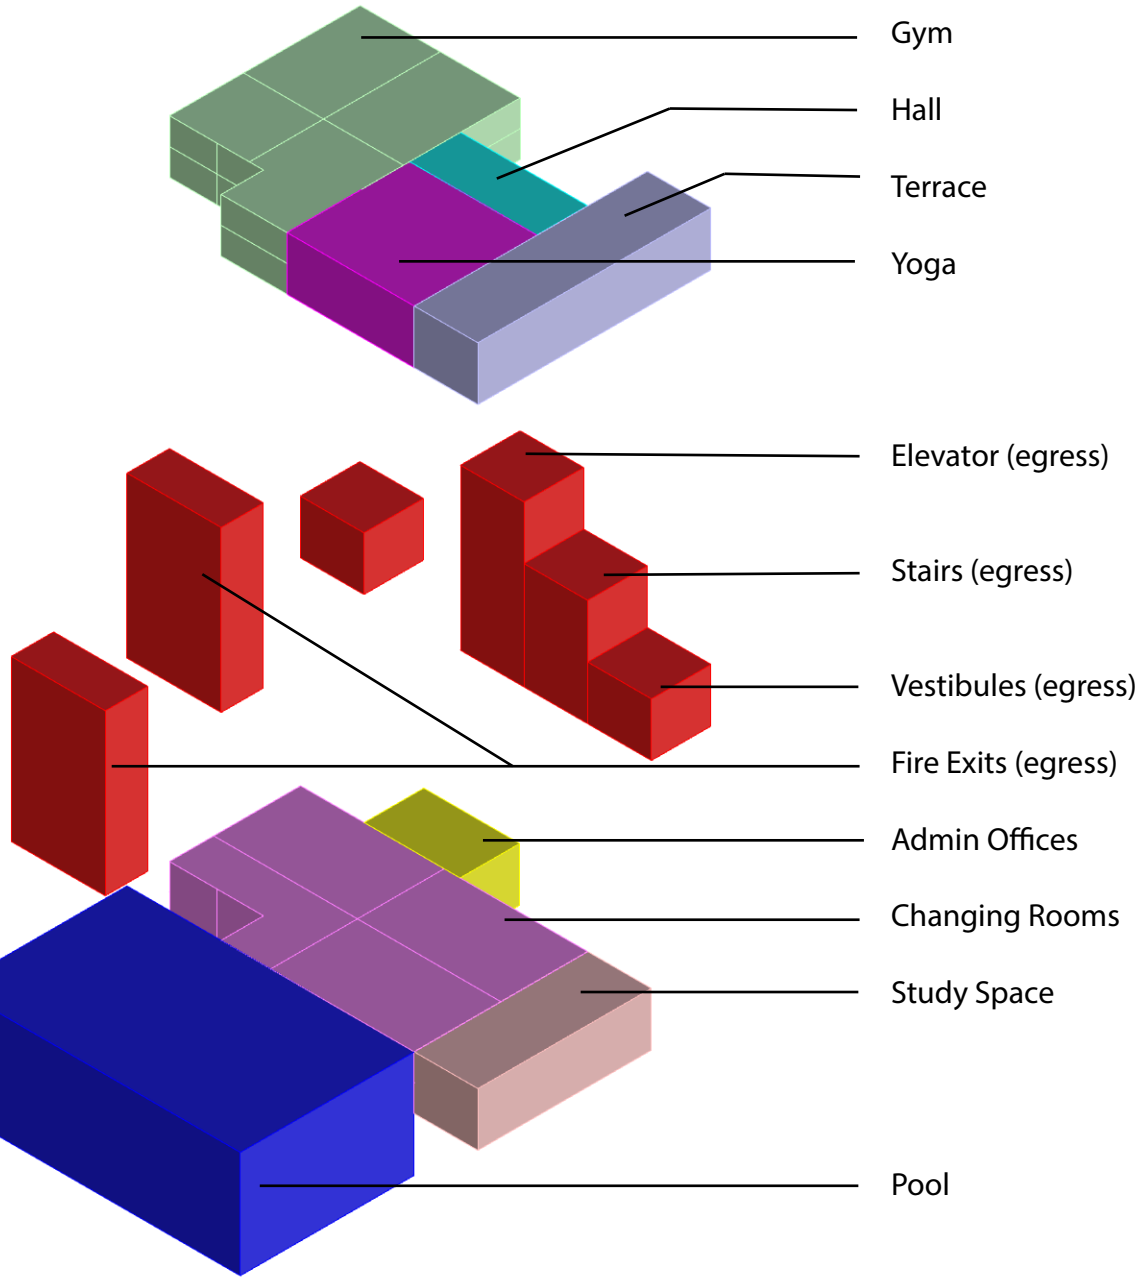 Gym
Hall
Terrace
Yoga
Elevator (egress)
Stairs (egress)
Vestibules (egress)
Fire Exits (egress)
Admin Offices
Changing Rooms
Study Space
Pool